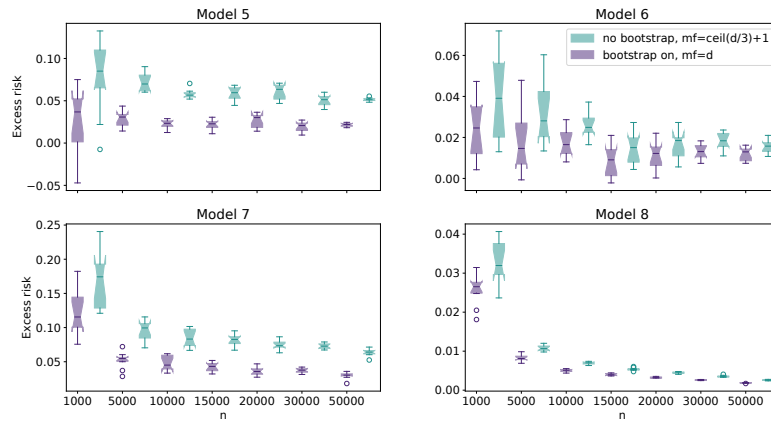 Model 5
Excess risk
0.10
0.05
0.00
−0.05
Model 6
no bootstrap, mf=ceil(d/3)+1
bootstrap on, mf=d
0.06
0.04
0.02
0.00
Model 7
Excess risk
0.25
0.20
0.15
0.10
0.05
0.00
1000 5000 10000 15000 20000 30000 50000
n
Model 8
0.04
0.03
0.02
0.01
0.00
1000 5000 10000 15000 20000 30000 50000
n